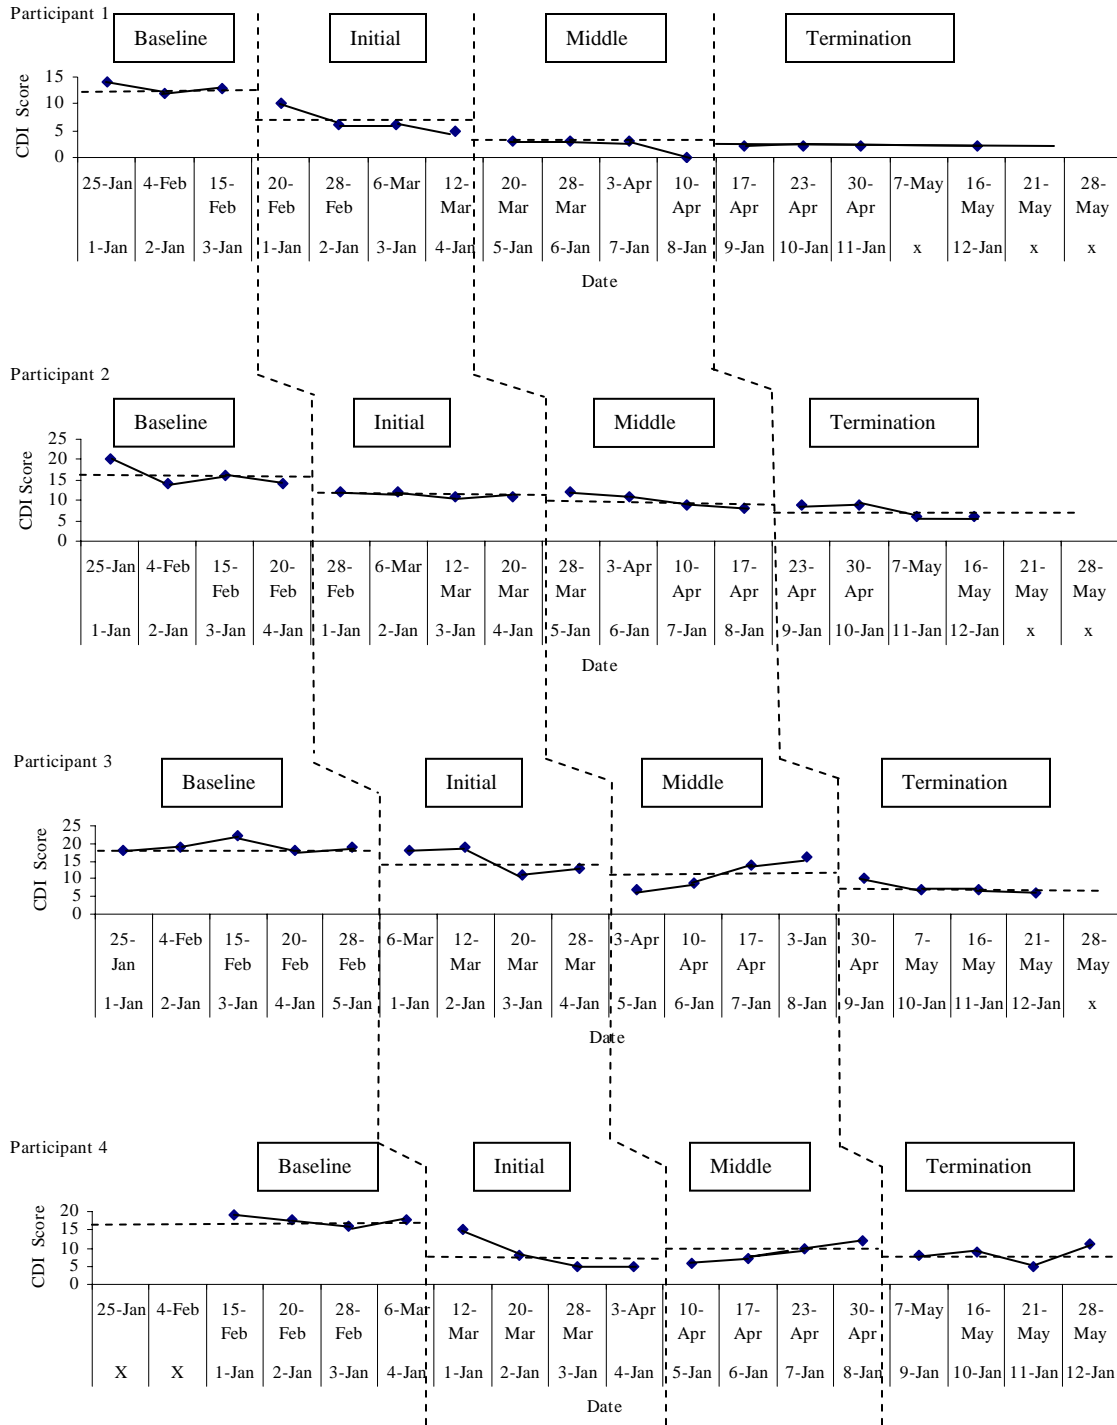 Participant 1
Baseline Initial Middle Termination
CDI Score
15
10
5
0
25-Jan 4-Feb 15- 20- 28- 6-Mar 12- 20- 28- 3-Apr 10- 17- 23- 30- 7-May 16- 21- 28-
Feb Feb Feb Mar Mar Mar Apr Apr Apr Apr May May May
1-Jan 2-Jan 3-Jan 1-Jan 2-Jan 3-Jan 4-Jan 5-Jan 6-Jan 7-Jan 8-Jan 9-Jan 10-Jan 11-Jan x 12-Jan x x
Date
Participant 2
Baseline Initial Middle Termination
CDI Score
25
20
15
10
5
0
25-Jan 4-Feb 15- 20- 28- 6-Mar 12- 20- 28- 3-Apr 10- 17- 23- 30- 7-May 16- 21- 28-
Feb Feb Feb Mar Mar Mar Apr Apr Apr Apr May May May
1-Jan 2-Jan 3-Jan 4-Jan 1-Jan 2-Jan 3-Jan 4-Jan 5-Jan 6-Jan 7-Jan 8-Jan 9-Jan 10-Jan 11-Jan 12-Jan x x
Date
Participant 3
Baseline Initial Middle Termination
CDI Score
25
20
15
10
5
0
25- 4-Feb 15- 20- 28- 6-Mar 12- 20- 28- 3-Apr 10- 17- 3-Jan 30- 7- 16- 21- 28-
Jan Feb Feb Feb Mar Mar Mar Apr Apr Apr May May May May
1-Jan 2-Jan 3-Jan 4-Jan 5-Jan 1-Jan 2-Jan 3-Jan 4-Jan 5-Jan 6-Jan 7-Jan 8-Jan 9-Jan 10-Jan 11-Jan 12-Jan x
Date
Participant 4
Baseline Initial Middle Termination
CDI Score
20
15
10
5
0
25-Jan 4-Feb 15- 20- 28- 6-Mar 12- 20- 28- 3-Apr 10- 17- 23- 30- 7-May 16- 21- 28-
Feb Feb Feb Mar Mar Mar Apr Apr Apr Apr May May May
X X 1-Jan 2-Jan 3-Jan 4-Jan 1-Jan 2-Jan 3-Jan 4-Jan 5-Jan 6-Jan 7-Jan 8-Jan 9-Jan 10-Jan 11-Jan 12-Jan
Date